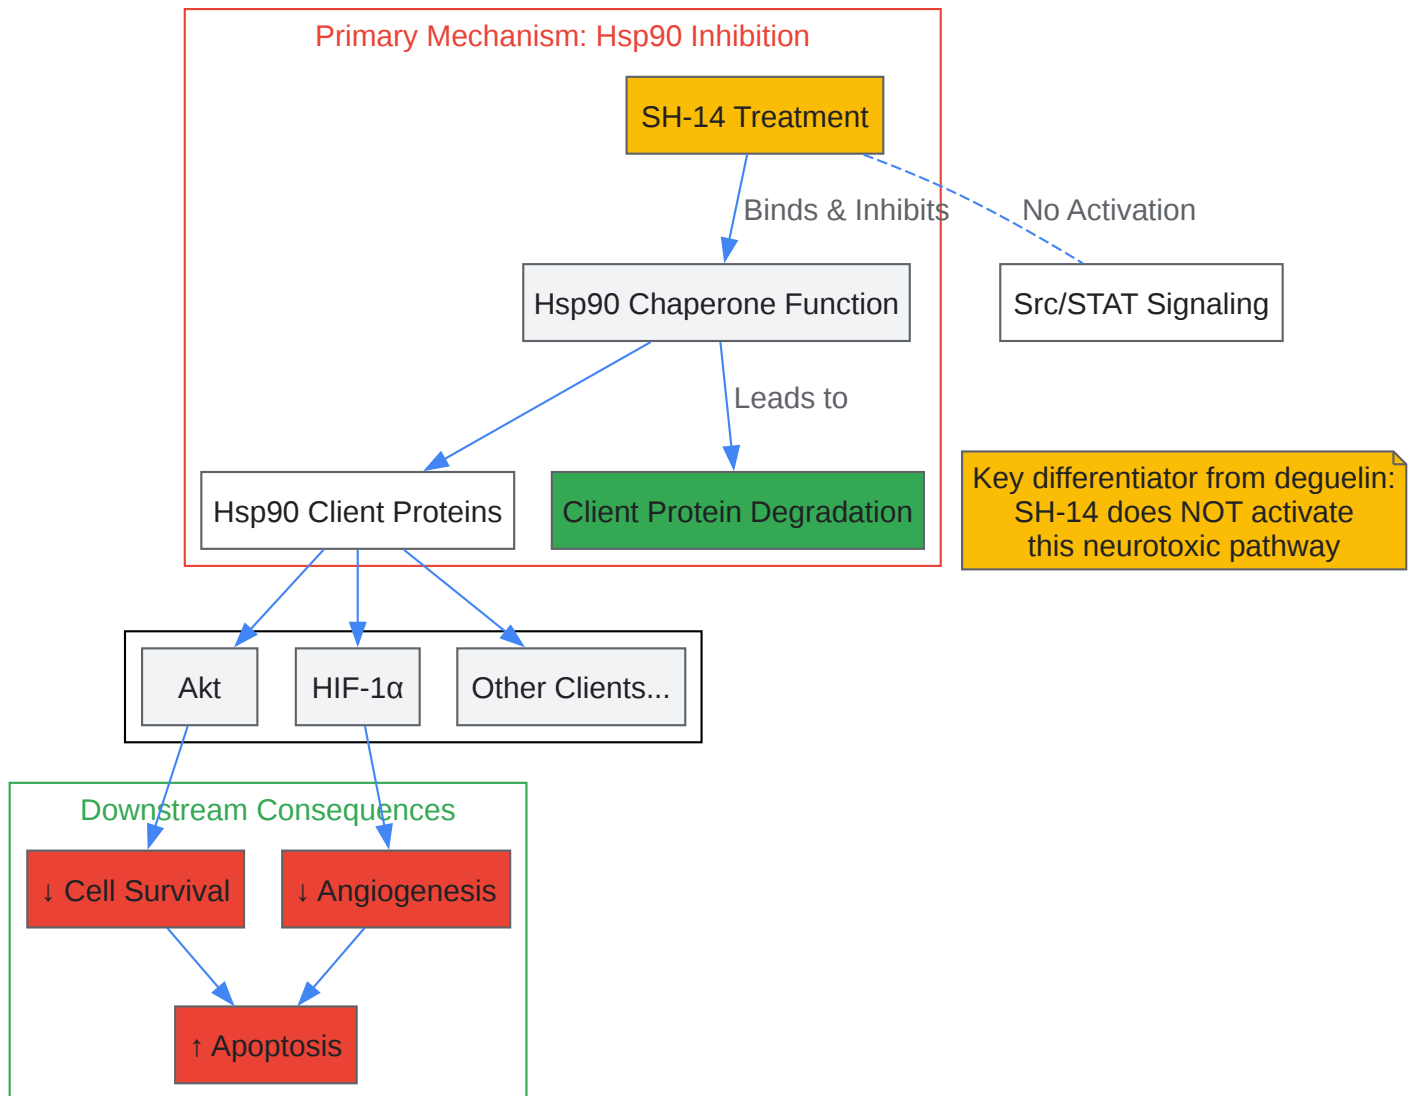 Primary Mechanism: Hsp90 Inhibition
SH-14 Treatment
Binds & Inhibits
No Activation
Hsp90 Chaperone Function
Src/STAT Signaling
Leads to
Hsp90 Client Proteins
Client Protein Degradation
Key differentiator from deguelin:
SH-14 does NOT activate
this neurotoxic pathway
Akt
HIF-1α
Other Clients...
Downstream Consequences
↓ Cell Survival
↓ Angiogenesis
↑ Apoptosis